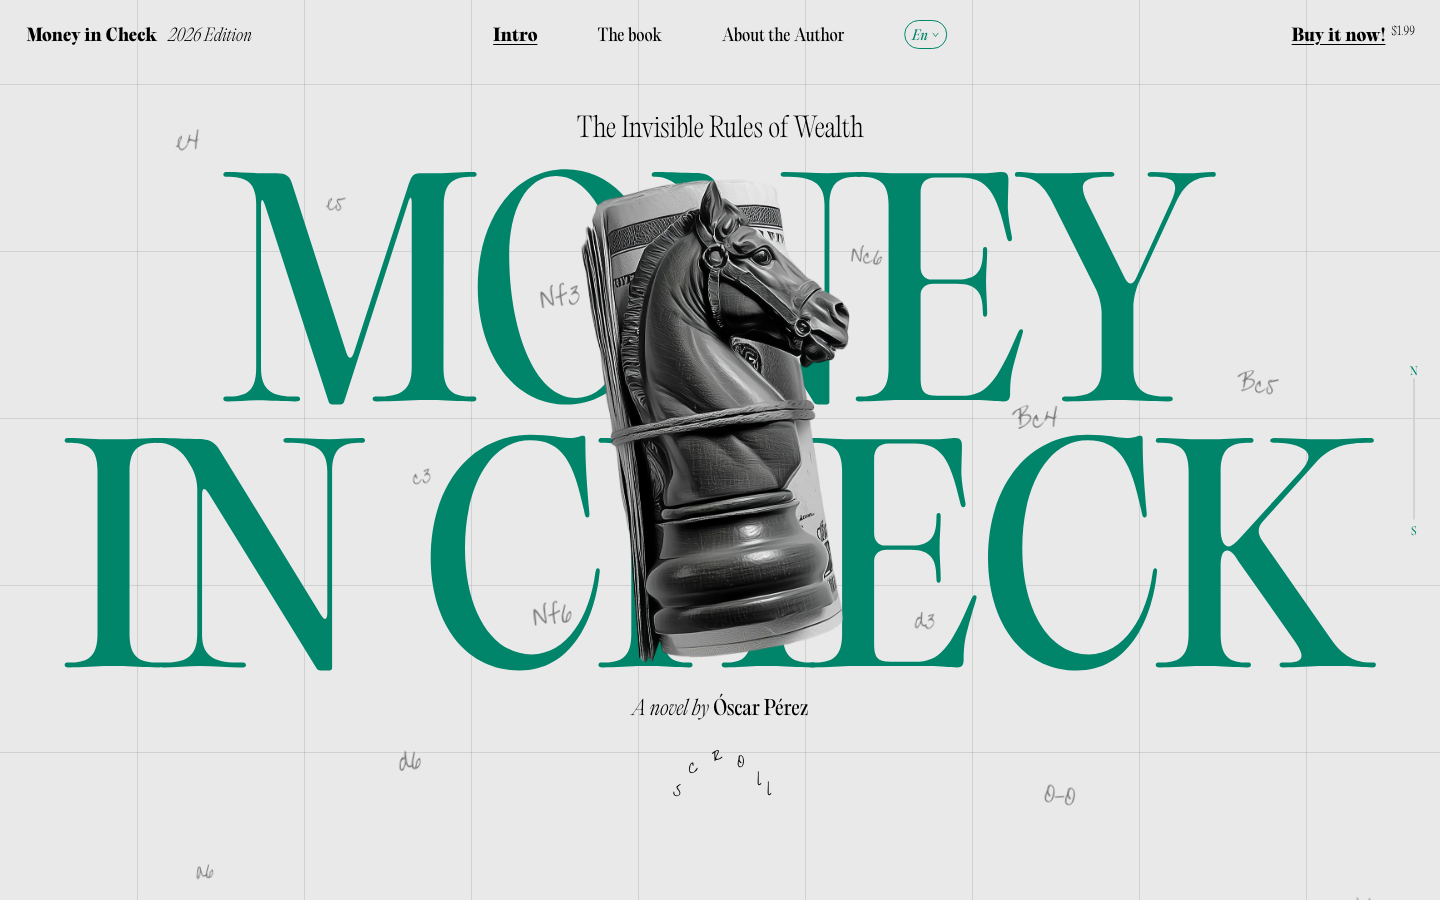 Money in Check 2026 Edition
Intro
The book
About the Author
En
Buy it now! $1.99
The Invisible Rules of Wealth
e4
MONEY
e5
Nc6
Nf3
Bc5
Bc4
N
IN CHECK
c3
S
Nf6
d3
A novel by Óscar Pérez
SCROLL
d6
O-O
a6